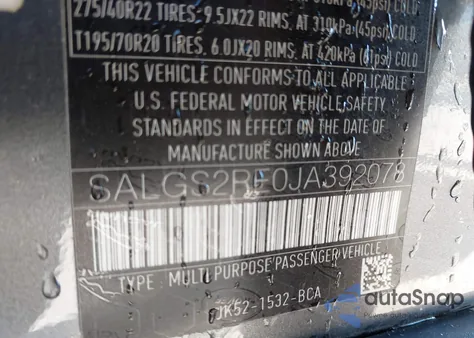 275/40R22 TIRES; 9.5JX22 RIMS. AT 310kPa(45psi) COLD
T195/70R20 TIRES, 6.0JX20 RIMS. AT 420kPa (61psi) COLD
THIS VEHICLE CONFORMS TO ALL APPLICABLE
U.S. FEDERAL MOTOR VEHICLE SAFETY
STANDARDS IN EFFECT ON THE DATE OF
MANUFACTURE SHOWN ABOVE
SALGS2RE0JA392078
TYPE : MULTI PURPOSE PASSENGER VEHICLE
JK52-1532-BCA
autoSnap